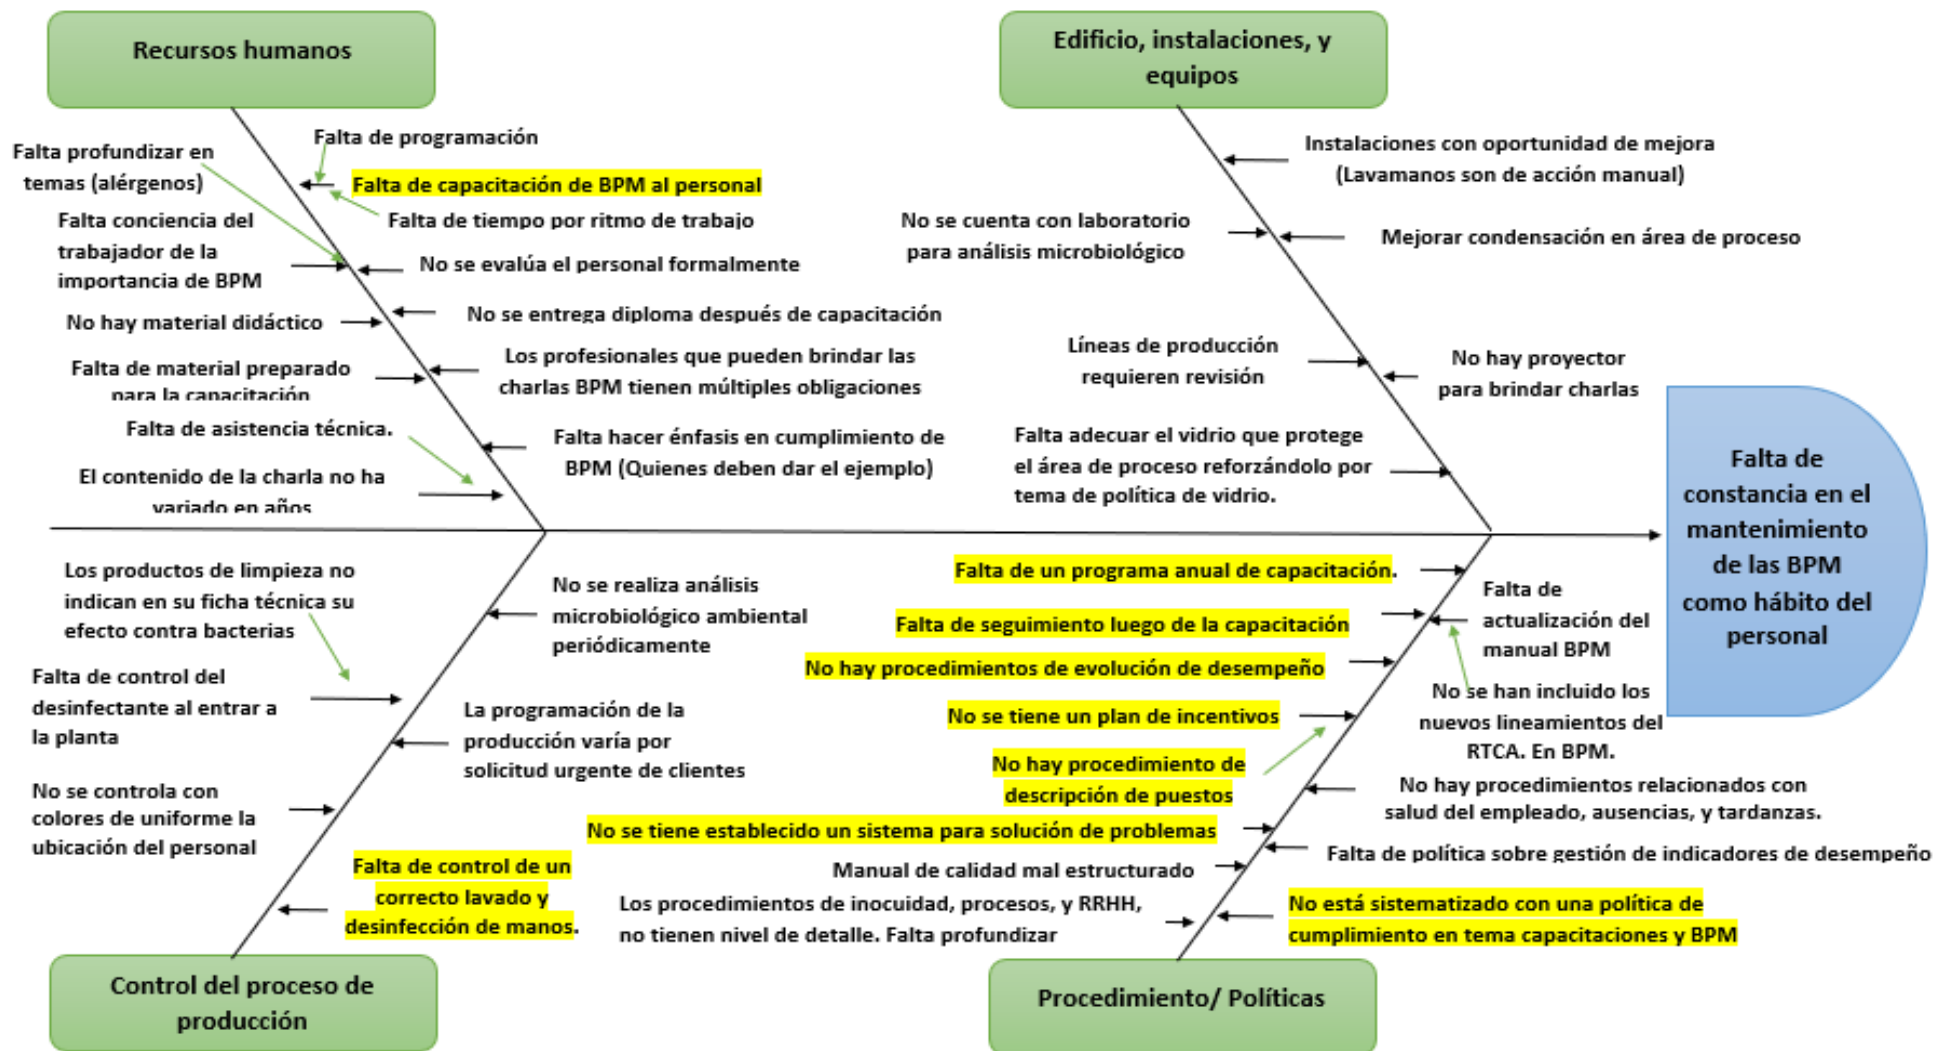 Recursos humanos
Edificio, instalaciones, y
equipos
Falta de programación
Falta profundizar en
temas (alérgenos)
Falta de capacitación de BPM al personal
Falta de tiempo por ritmo de trabajo
Falta conciencia del
trabajador de la
importancia de BPM
No se evalúa el personal formalmente
No hay material didáctico
No se entrega diploma después de capacitación
Falta de material preparado
para la capacitación
Los profesionales que pueden brindar las
charlas BPM tienen múltiples obligaciones
Falta de asistencia técnica.
Falta hacer énfasis en cumplimiento de
BPM (Quienes deben dar el ejemplo)
El contenido de la charla no ha
variado en años
Instalaciones con oportunidad de mejora
(Lavamanos son de acción manual)
No se cuenta con laboratorio
para análisis microbiológico
Mejorar condensación en área de proceso
Líneas de producción
requieren revisión
No hay proyector
para brindar charlas
Falta adecuar el vidrio que protege
el área de proceso reforzándolo por
tema de política de vidrio.
Falta de
constancia en el
mantenimiento
de las BPM
como hábito del
personal
Los productos de limpieza no
indican en su ficha técnica su
efecto contra bacterias
No se realiza análisis
microbiológico ambiental
periódicamente
Falta de control del
desinfectante al entrar a
la planta
La programación de la
producción varía por
solicitud urgente de clientes
No se controla con
colores de uniforme la
ubicación del personal
Falta de control de un
correcto lavado y
desinfección de manos.
Falta de un programa anual de capacitación.
Falta de seguimiento luego de la capacitación
Falta de
actualización del
manual BPM
No hay procedimientos de evolución de desempeño
No se han incluido los
nuevos lineamientos del
RTCA. En BPM.
No se tiene un plan de incentivos
No hay procedimiento de
descripción de puestos
No hay procedimientos relacionados con
salud del empleado, ausencias, y tardanzas.
No se tiene establecido un sistema para solución de problemas
Falta de política sobre gestión de indicadores de desempeño
Manual de calidad mal estructurado
Los procedimientos de inocuidad, procesos, y RRHH,
no tienen nivel de detalle. Falta profundizar
No está sistematizado con una política de
cumplimiento en tema capacitaciones y BPM
Control del proceso de
producción
Procedimiento/ Políticas